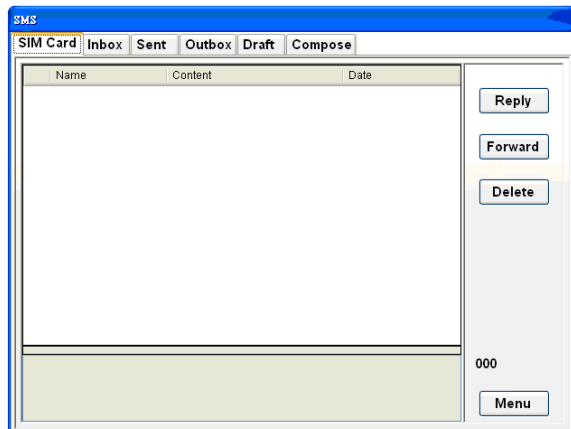 SMS
SIM Card Inbox Sent Outbox Draft Compose
Name Content Date
Reply
Forward
Delete
000
Menu